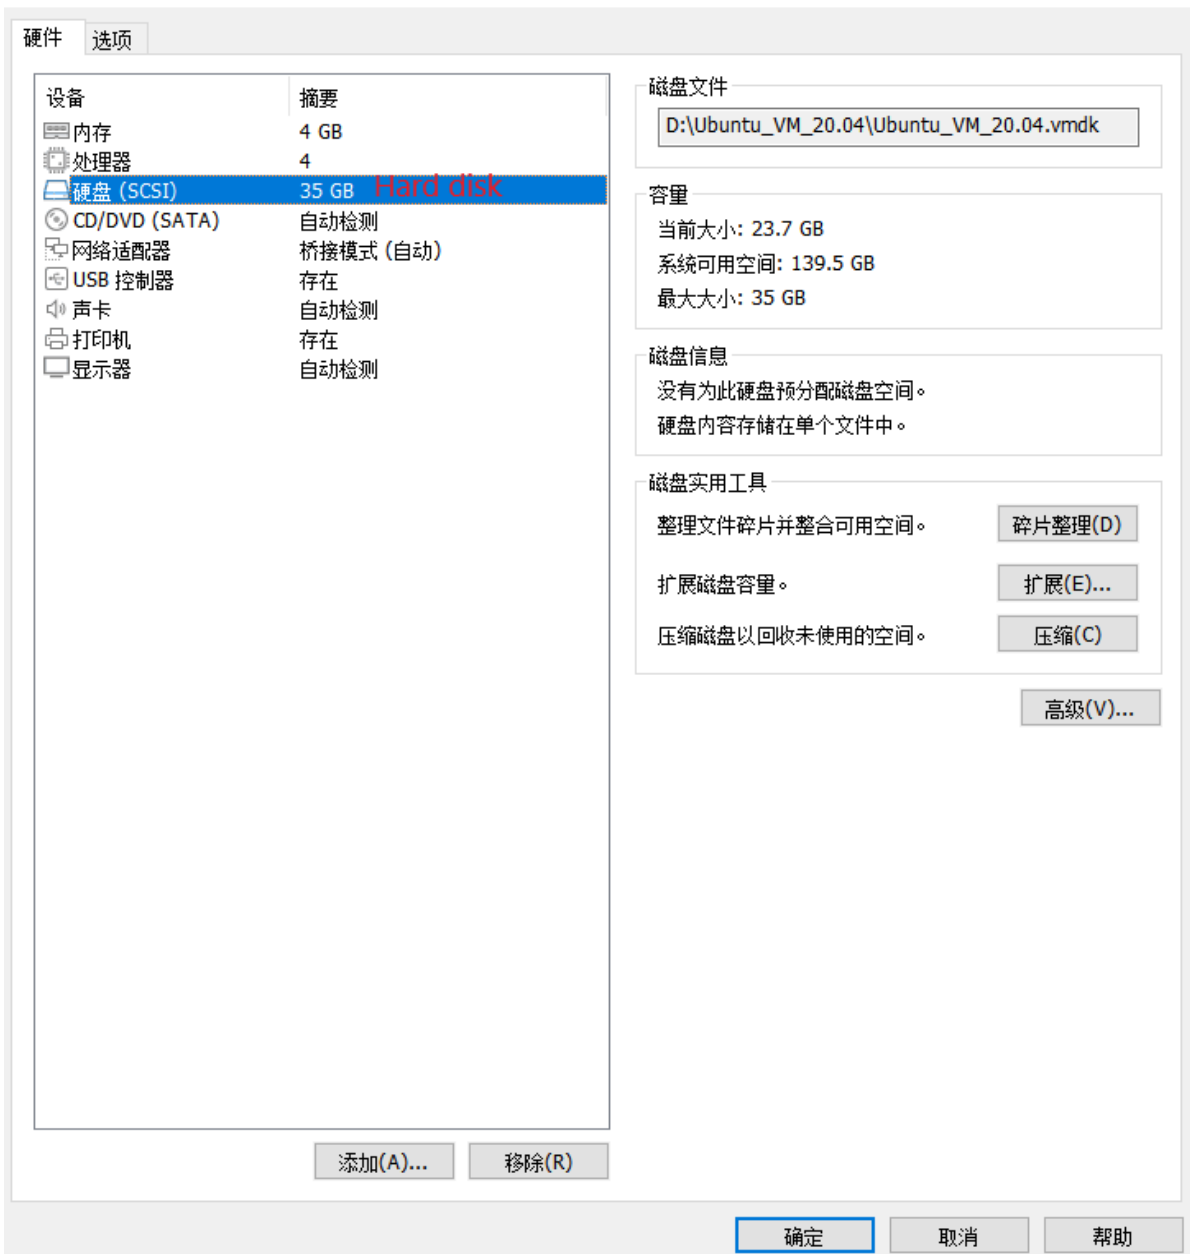 硬件 选项
设备 摘要
内存 4 GB
处理器 4
硬盘 (SCSI) 35 GB Hard disk
CD/DVD (SATA) 自动检测
网络适配器 桥接模式 (自动)
USB 控制器 存在
声卡 自动检测
打印机 存在
显示器 自动检测
添加(A)... 移除(R)
磁盘文件
D:\Ubuntu_VM_20.04\Ubuntu_VM_20.04.vmdk
容量
当前大小: 23.7 GB
系统可用空间: 139.5 GB
最大大小: 35 GB
磁盘信息
没有为此硬盘预分配磁盘空间。
硬盘内容存储在单个文件中。
磁盘实用工具
整理文件碎片并整合可用空间。 碎片整理(D)
扩展磁盘容量。 扩展(E)...
压缩磁盘以回收未使用的空间。 压缩(C)
高级(V)...
确定 取消 帮助